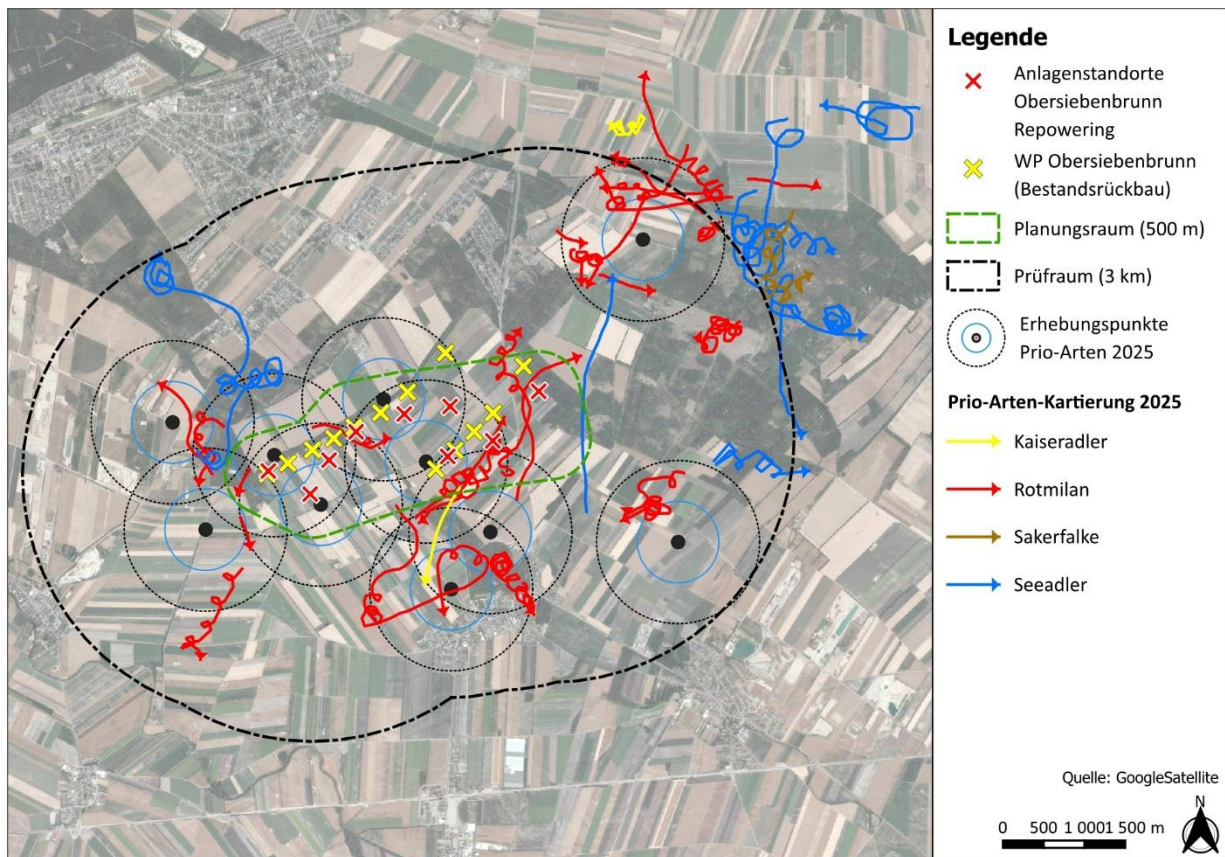 Legende
Anlagenstandorte
Obersiebenbrunn
Repowering
WP Obersiebenbrunn
(Bestandsrückbau)
Planungsraum (500 m)
Prüfraum (3 km)
Erhebungspunkte
Prio-Arten 2025
Prio-Arten-Kartierung 2025
Kaiseradler
Rotmilan
Sakerfalke
Seeadler
Quelle: GoogleSatellite
N
0 500 1 0001 500 m